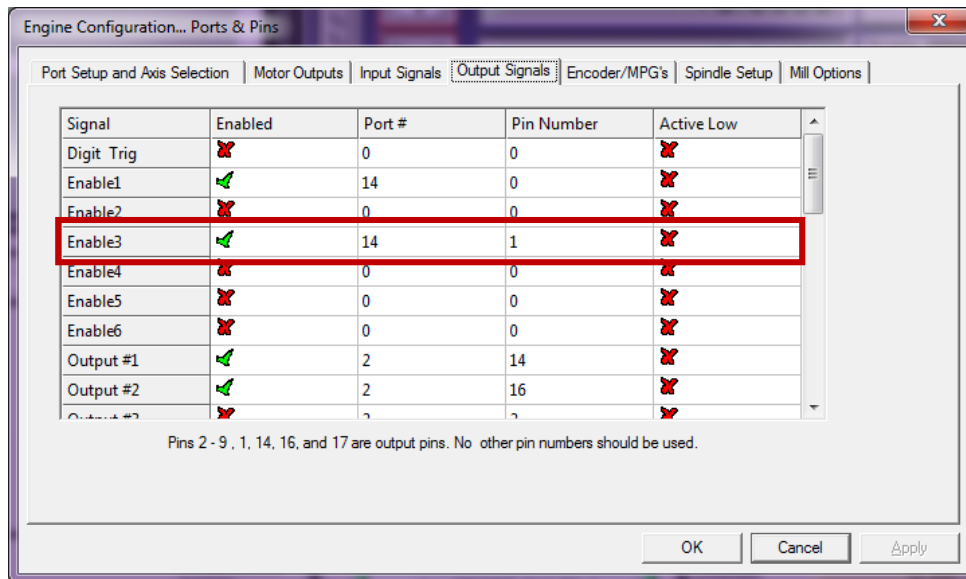 Engine Configuration... Ports & Pins
Port Setup and Axis Selection Motor Outputs Input Signals Output Signals Encoder/MPG's Spindle Setup Mill Options
Signal Enabled Port # Pin Number Active Low
Digit Trig 0 0
Enable1 14 0
Enable2 0 0
Enable3 14 1
Enable4 0 0
Enable5 0 0
Enable6 0 0
Output #1 2 14
Output #2 2 16
Pins 2 - 9 , 1, 14, 16, and 17 are output pins. No other pin numbers should be used.
OK Cancel Apply